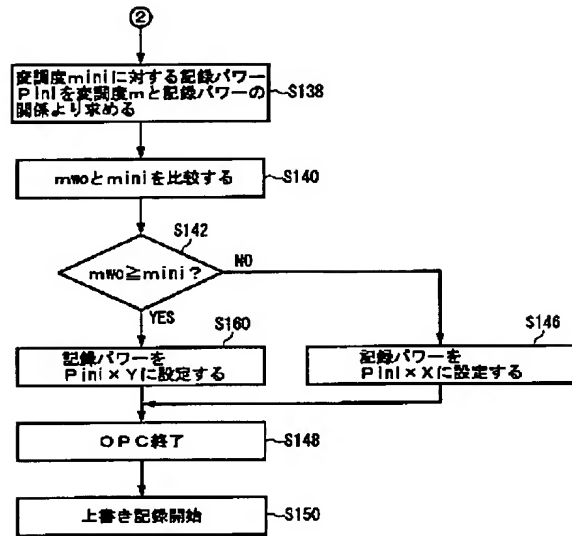 ②
変調度miniに対する記録パワー
Piniを変調度mと記録パワーの
関係より求める
S138
mwoとminiを比較する
S140
S142
mwo≧mini?
NO
YES
S160
記録パワーを
Pini×Yに設定する
S146
記録パワーを
Pini×Xに設定する
OPC終了
S148
上書き記録開始
S150